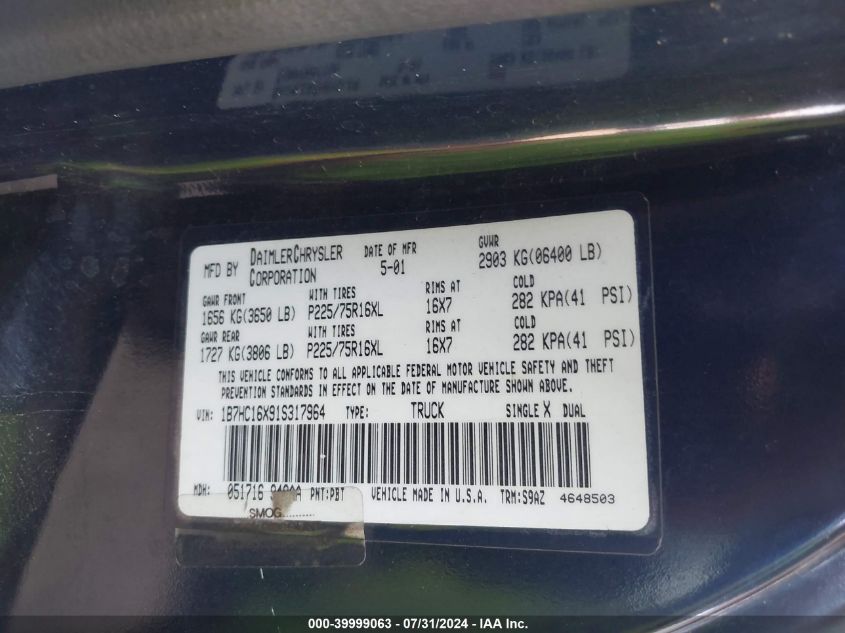 MFD BY DAIMLERCHRYSLER CORPORATION DATE OF MFR 5-01 GVWR 2903 KG(06400 LB)
GAWR FRONT WITH TIRES RIMS AT COLD
1656 KG(3650 LB) P225/75R16XL 16X7 282 KPA(41 PSI)
GAWR REAR WITH TIRES RIMS AT COLD
1727 KG(3806 LB) P225/75R16XL 16X7 282 KPA(41 PSI)
THIS VEHICLE CONFORMS TO ALL APPLICABLE FEDERAL MOTOR VEHICLE SAFETY AND THEFT
PREVENTION STANDARDS IN EFFECT ON THE DATE OF MANUFACTURE SHOWN ABOVE.
VIN: 1B7HC16X91S317964 TYPE: TRUCK SINGLE X DUAL
MDH: 051716 PNT:PBT VEHICLE MADE IN U.S.A. TRM:S9AZ 4648503
SMOG..........
000-39999063 - 07/31/2024 - IAA Inc.